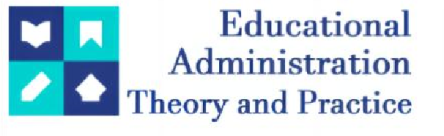 Educational
Administration
Theory and Practice